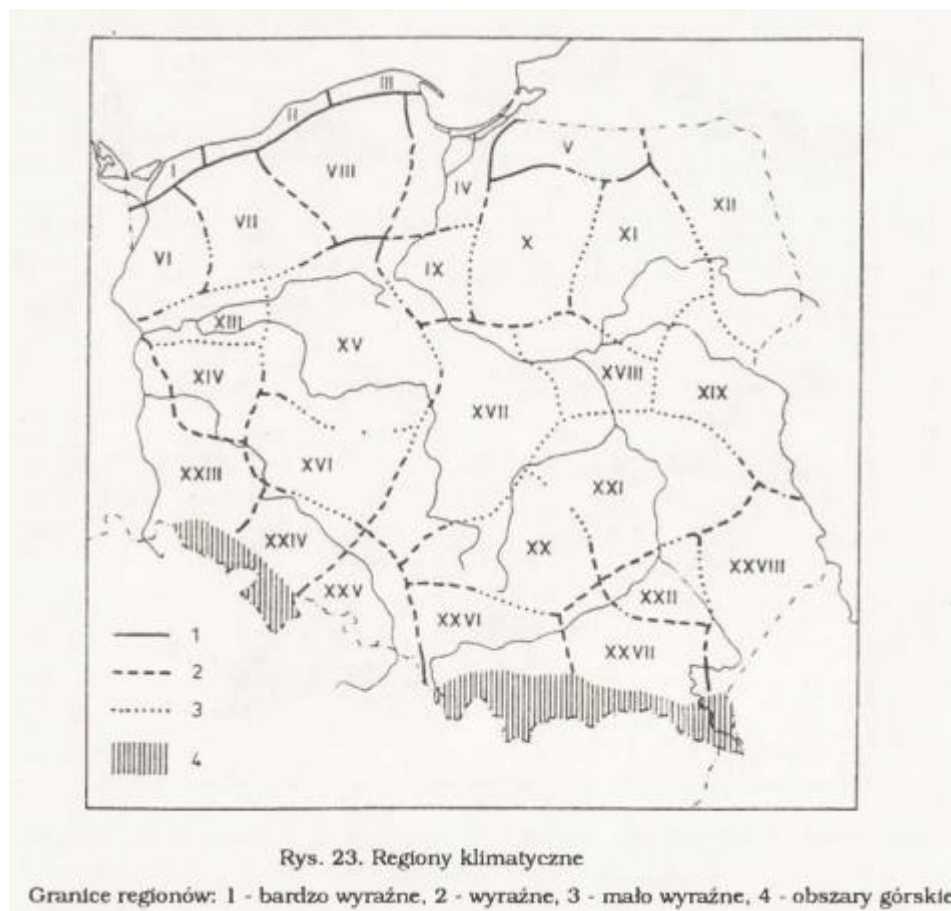 III
II
I
V
VIII
IV
XII
VII
VI
X
XI
IX
XIII
XV
XIV
XVIII
XIX
XVII
XVI
XXIII
XXI
XXIV
XX
XXV
XXVIII
XXII
XXVI
XXVII
1
2
3
4
Rys. 23. Regiony klimatyczne
Granice regionów: 1 - bardzo wyraźne, 2 - wyraźne, 3 - mało wyraźne, 4 - obszary górskie